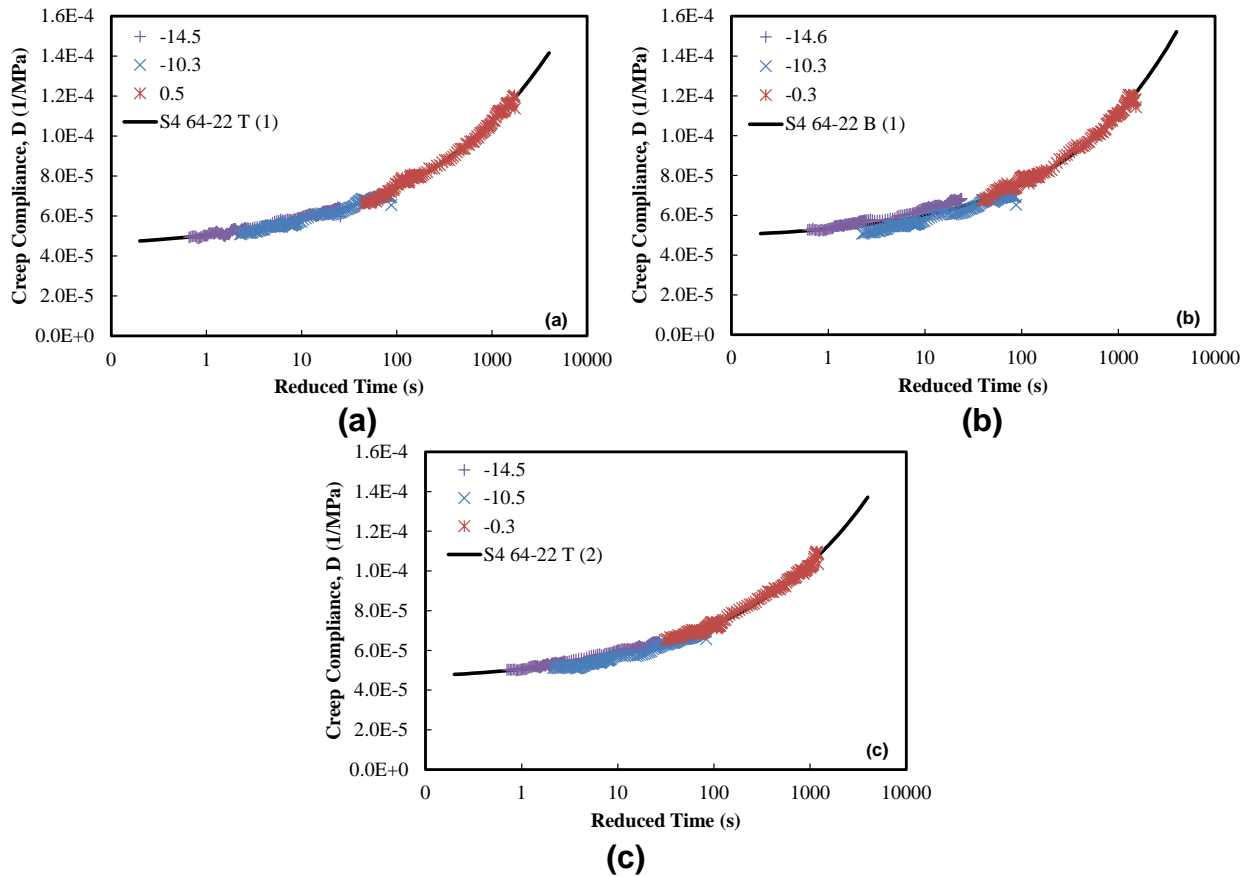 1.6E-4
1.4E-4
1.2E-4
1.0E-4
8.0E-5
6.0E-5
4.0E-5
2.0E-5
0.0E+0
Creep Compliance, D (1/MPa)
-14.5
-10.3
0.5
S4 64-22 T (1)
(a)
0 1 10 100 1000 10000
Reduced Time (s)
(a)
1.6E-4
1.4E-4
1.2E-4
1.0E-4
8.0E-5
6.0E-5
4.0E-5
2.0E-5
0.0E+0
Creep Compliance, D (1/MPa)
-14.6
-10.3
-0.3
S4 64-22 B (1)
(b)
0 1 10 100 1000 10000
Reduced Time (s)
(b)
1.6E-4
1.4E-4
1.2E-4
1.0E-4
8.0E-5
6.0E-5
4.0E-5
2.0E-5
0.0E+0
Creep Compliance, D (1/MPa)
-14.5
-10.5
-0.3
S4 64-22 T (2)
(c)
0 1 10 100 1000 10000
Reduced Time (s)
(c)